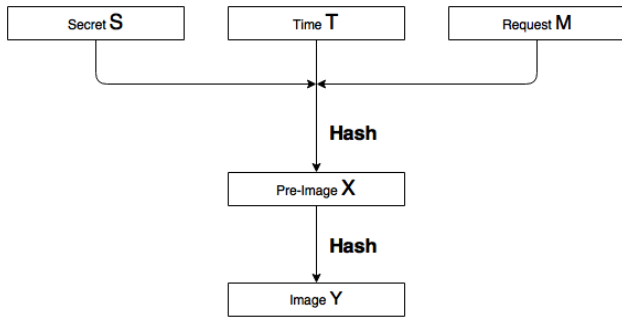 Secret S
Time T
Request M
Hash
Pre-Image X
Hash
Image Y